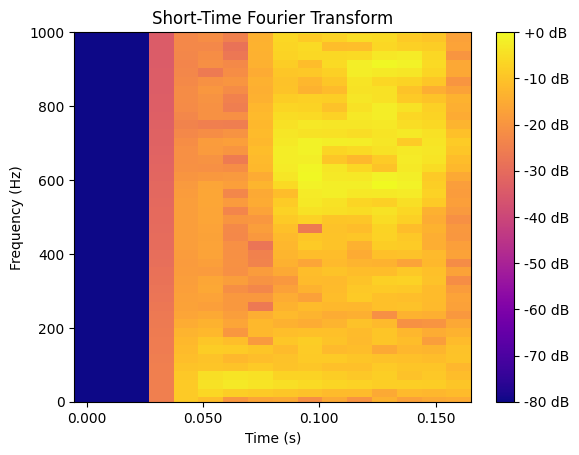 Short-Time Fourier Transform
Frequency (Hz)
1000
800
600
400
200
0
0.000
0.050
0.100
0.150
Time (s)
+0 dB
-10 dB
-20 dB
-30 dB
-40 dB
-50 dB
-60 dB
-70 dB
-80 dB